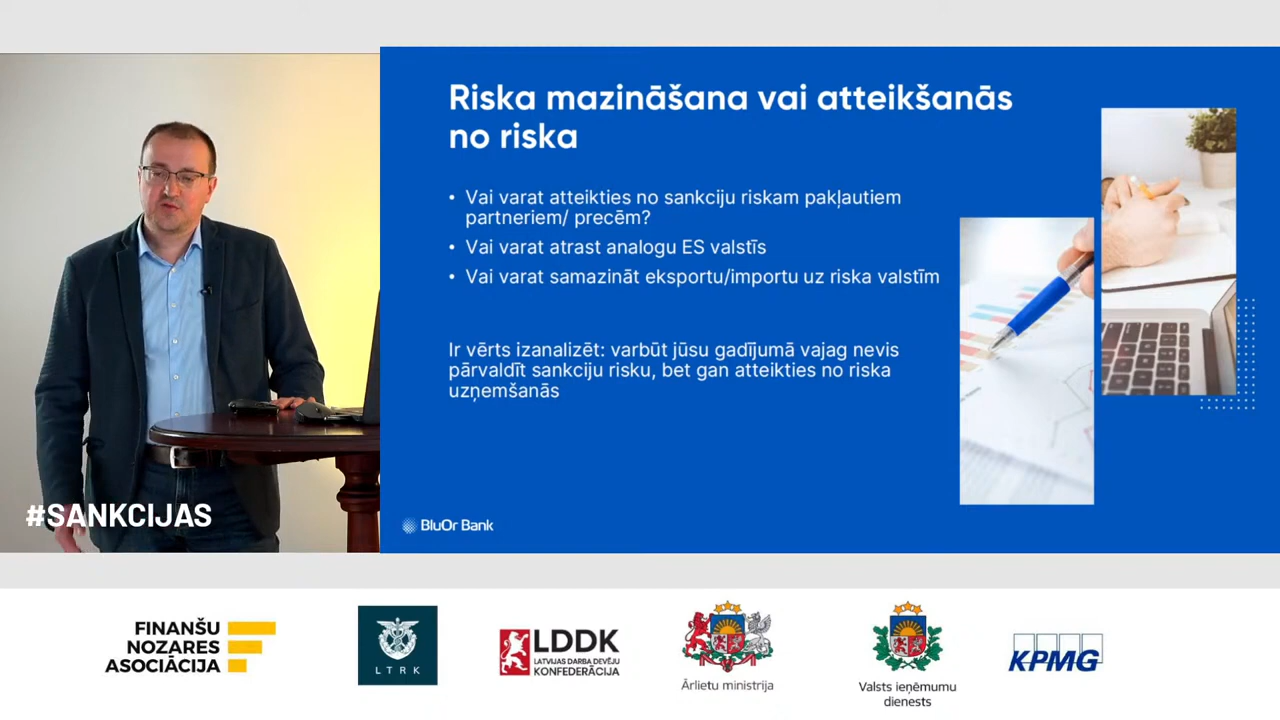 Riska mazināšana vai atteikšanās
no riska
• Vai varat atteikties no sankciju riskam pakļautiem
partneriem/ precēm?
• Vai varat atrast analogu ES valstīs
• Vai varat samazināt eksportu/importu uz riska valstīm
Ir vērts izanalizēt: varbūt jūsu gadījumā vajag nevis
pārvaldīt sankciju risku, bet gan atteikties no riska
uzņemšanās
#SANKCIJAS
BluOr Bank
FINANŠU
NOZARES
ASOCIĀCIJA
LTRK
LDDK
LATVIJAS DARBA DEVĒJU
KONFEDERĀCIJA
Ārlietu ministrija
Valsts ieņēmumu
dienests
KPMG